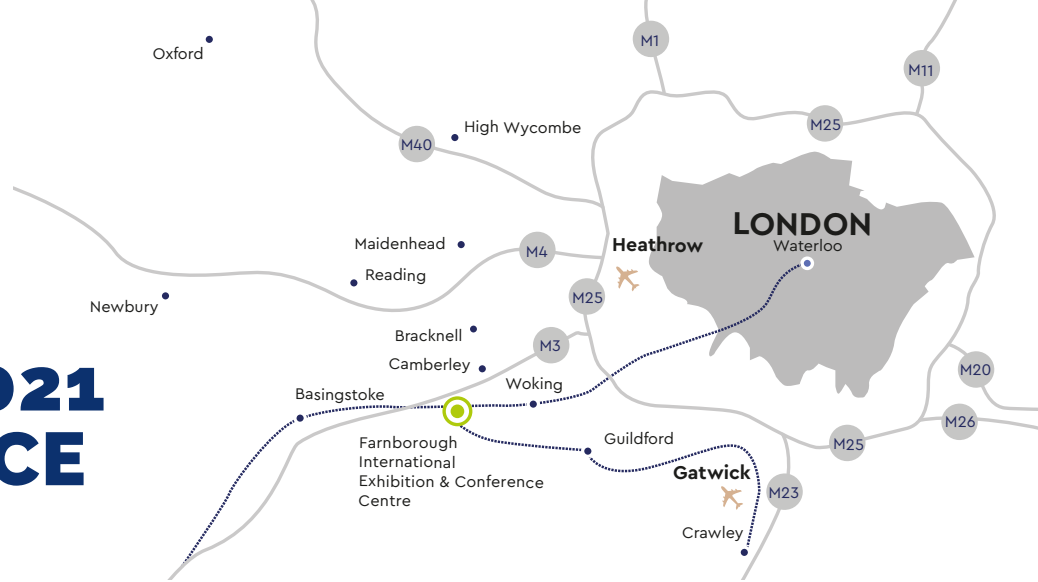 M1
Oxford
M11
M25
High Wycombe
M40
LONDON
Waterloo
Maidenhead
M4
Heathrow
Reading
M25
Newbury
Bracknell
M3
Camberley
M20
021
Woking
Basingstoke
M26
Farnborough
International
Exhibition & Conference
Centre
Guildford
M25
CE
Gatwick
M23
Crawley